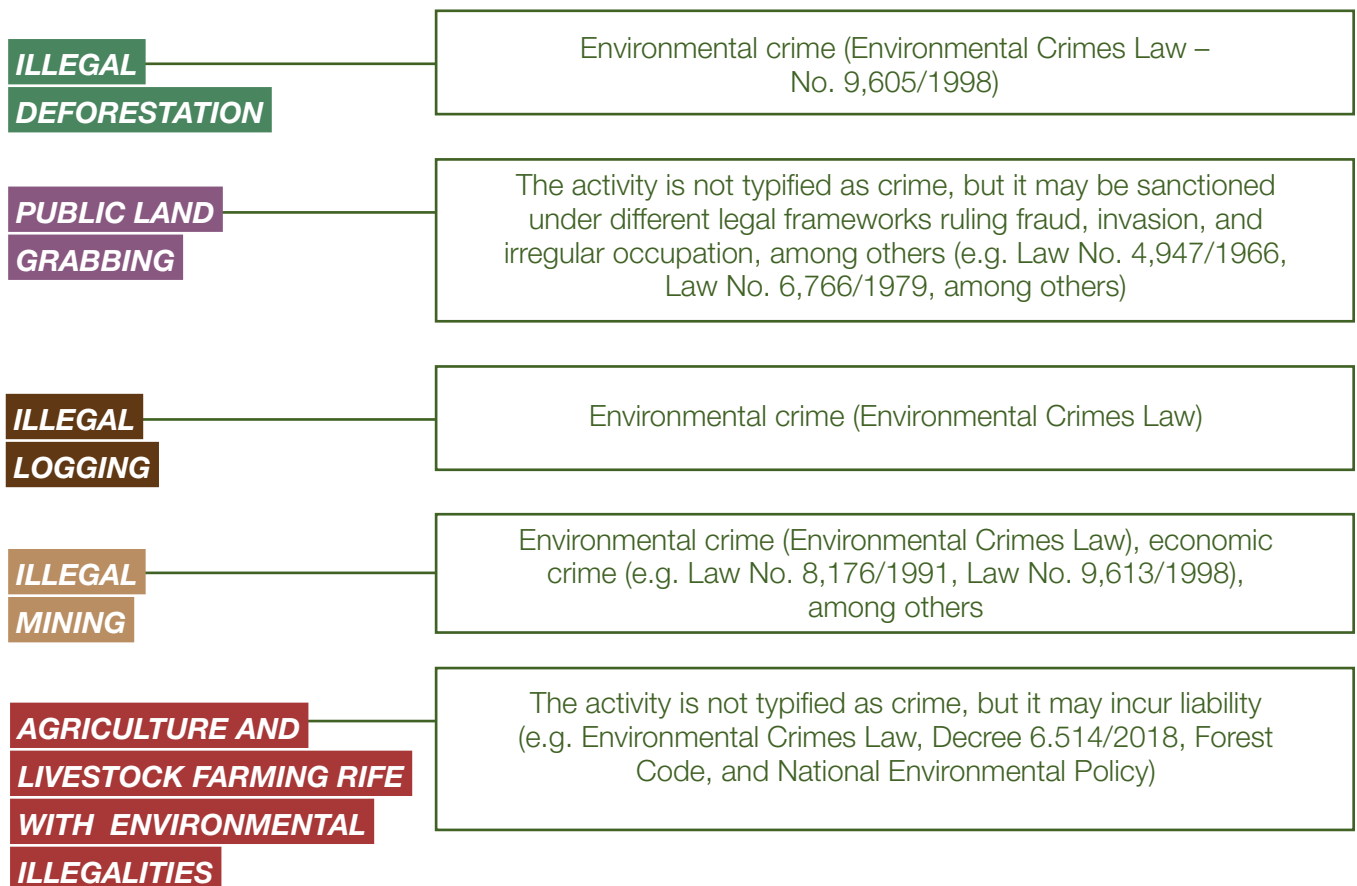 ILLEGAL
DEFORESTATION
Environmental crime (Environmental Crimes Law –
No. 9,605/1998)
PUBLIC LAND
GRABBING
The activity is not typified as crime, but it may be sanctioned
under different legal frameworks ruling fraud, invasion, and
irregular occupation, among others (e.g. Law No. 4,947/1966,
Law No. 6,766/1979, among others)
ILLEGAL
LOGGING
Environmental crime (Environmental Crimes Law)
ILLEGAL
MINING
Environmental crime (Environmental Crimes Law), economic
crime (e.g. Law No. 8,176/1991, Law No. 9,613/1998),
among others
AGRICULTURE AND
LIVESTOCK FARMING RIFE
WITH ENVIRONMENTAL
ILLEGALITIES
The activity is not typified as crime, but it may incur liability
(e.g. Environmental Crimes Law, Decree 6.514/2018, Forest
Code, and National Environmental Policy)